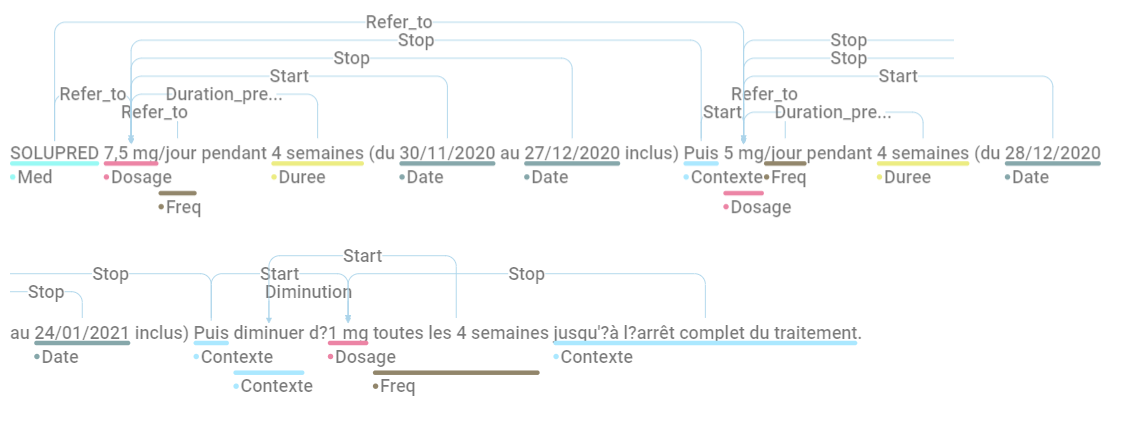 Refer_to
Stop Stop
Stop Stop
Start Start
Refer_to Duration_pre... Refer_to
Refer_to Start Duration_pre...
SOLUPRED 7,5 mg/jour pendant 4 semaines (du 30/11/2020 au 27/12/2020 inclus) Puis 5 mg/jour pendant 4 semaines (du 28/12/2020
Med Dosage Duree Date Date Contexte Freq Duree Date
Freq Dosage
Start
Stop Start Stop
Stop Diminution
au 24/01/2021 inclus) Puis diminuer d?1 mg toutes les 4 semaines jusqu'?à l?arrêt complet du traitement.
Date Contexte Dosage Contexte
Contexte Freq